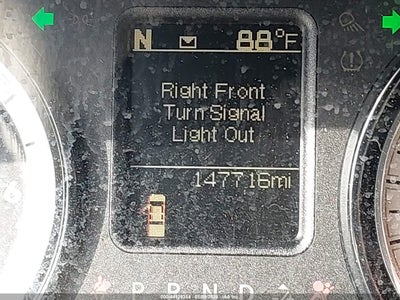 N 88°F
Right Front
Turn Signal
Light Out
147716mi
P R N D